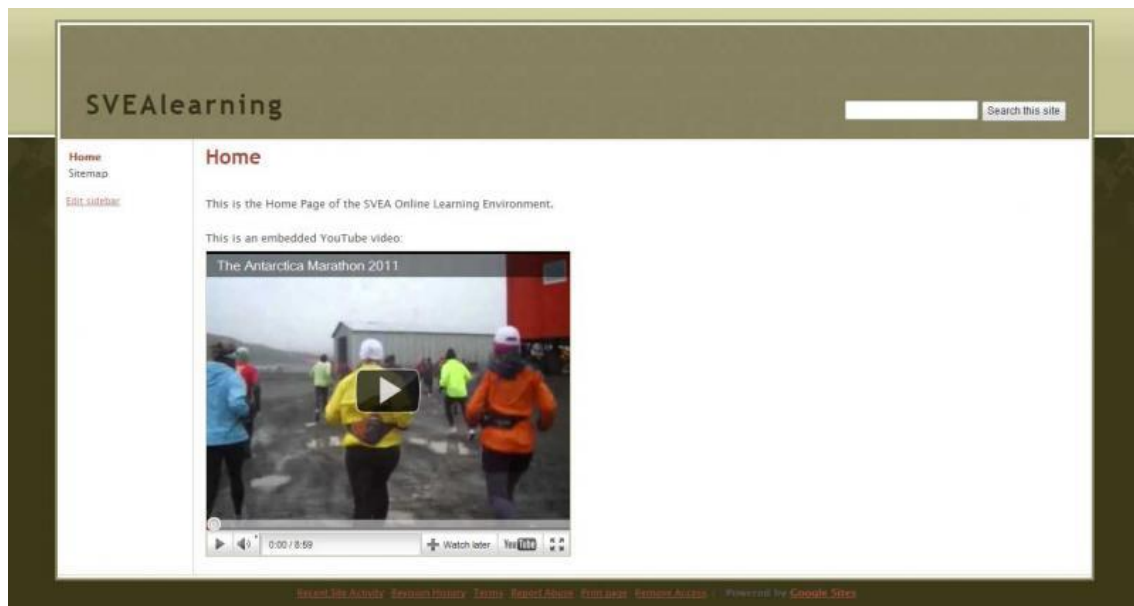 SVEAlearning
Search this site
Home
Sitemap
Edit sidebar
Home
This is the Home Page of the SVEA Online Learning Environment.
This is an embedded YouTube video:
The Antarctica Marathon 2011
0:00 / 8:59
Watch later
YouTube
Recent Site Activity Revision History Terms Report Abuse Print page Remove Access | Powered by Google Sites